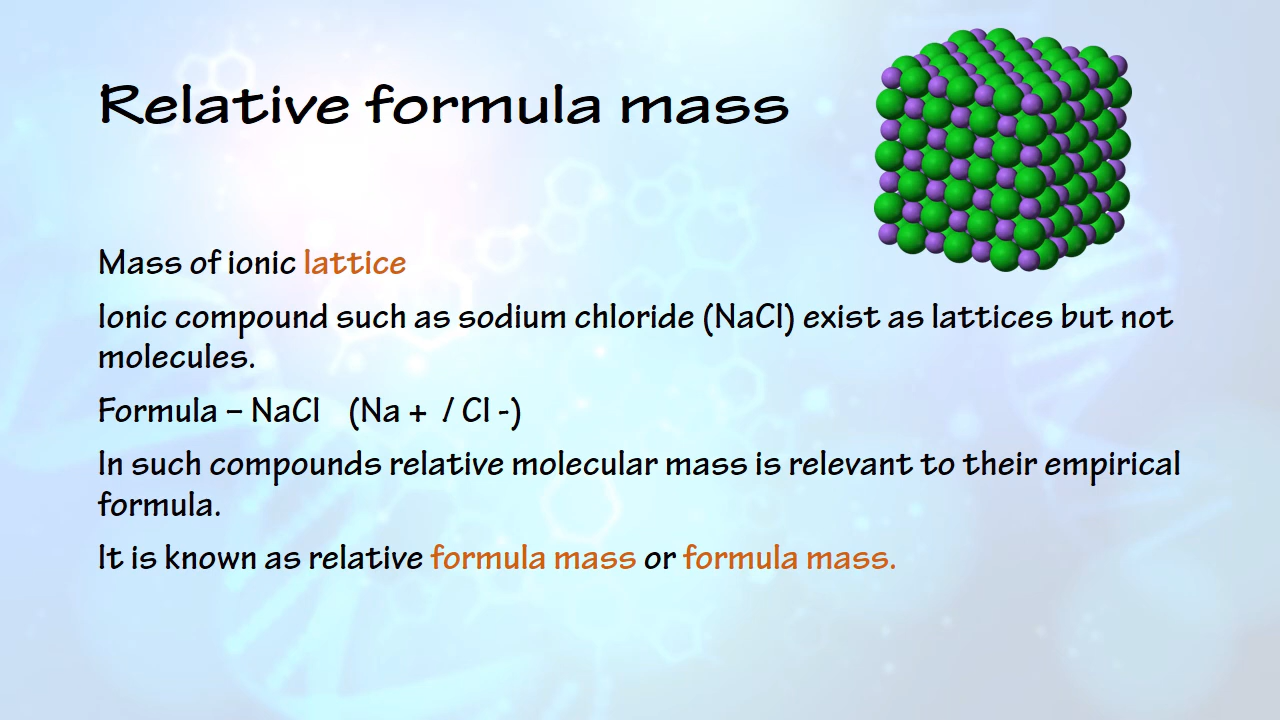 Relative formula mass
Mass of ionic lattice
Ionic compound such as sodium chloride (NaCl) exist as lattices but not
molecules.
Formula – NaCl (Na + / Cl -)
In such compounds relative molecular mass is relevant to their empirical
formula.
It is known as relative formula mass or formula mass.